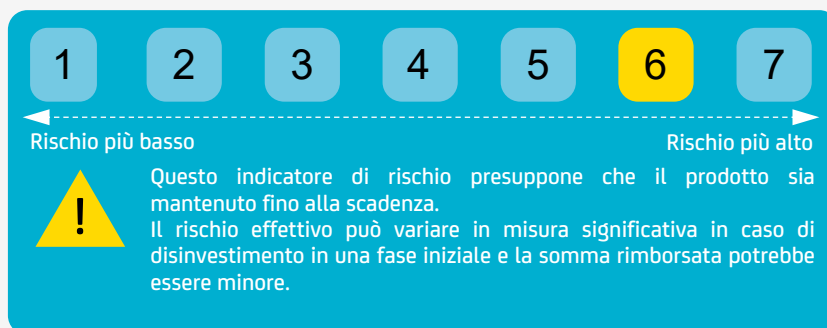 1 2 3 4 5 6 7
Rischio più basso Rischio più alto
!
Questo indicatore di rischio presuppone che il prodotto sia
mantenuto fino alla scadenza.
Il rischio effettivo può variare in misura significativa in caso di
disinvestimento in una fase iniziale e la somma rimborsata potrebbe
essere minore.